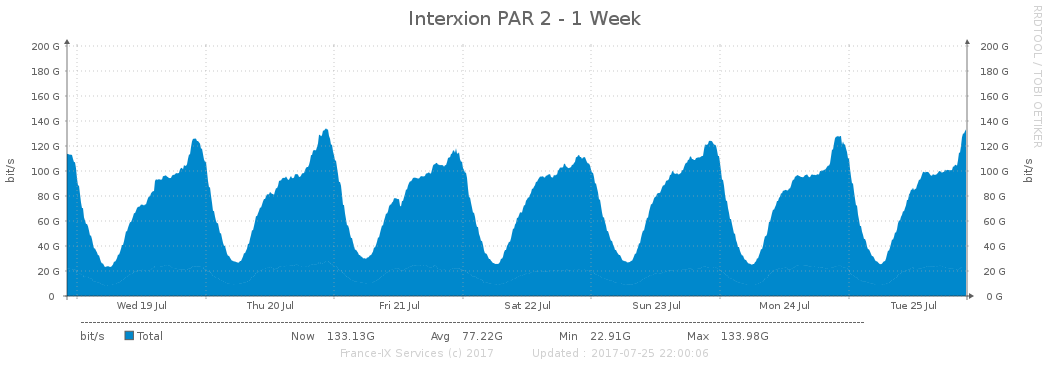 Interxion PAR 2 - 1 Week
RRDTOOL / TOBI OETIKER
200 G 200 G
180 G 180 G
160 G 160 G
140 G 140 G
120 G 120 G
100 G 100 G
80 G 80 G
60 G 60 G
40 G 40 G
20 G 20 G
0 0 G
bit/s
bit/s
Wed 19 Jul Thu 20 Jul Fri 21 Jul Sat 22 Jul Sun 23 Jul Mon 24 Jul Tue 25 Jul
bit/s Total Now 133.13G Avg 77.22G Min 22.91G Max 133.98G
France-IX Services (c) 2017 Updated : 2017-07-25 22:00:06